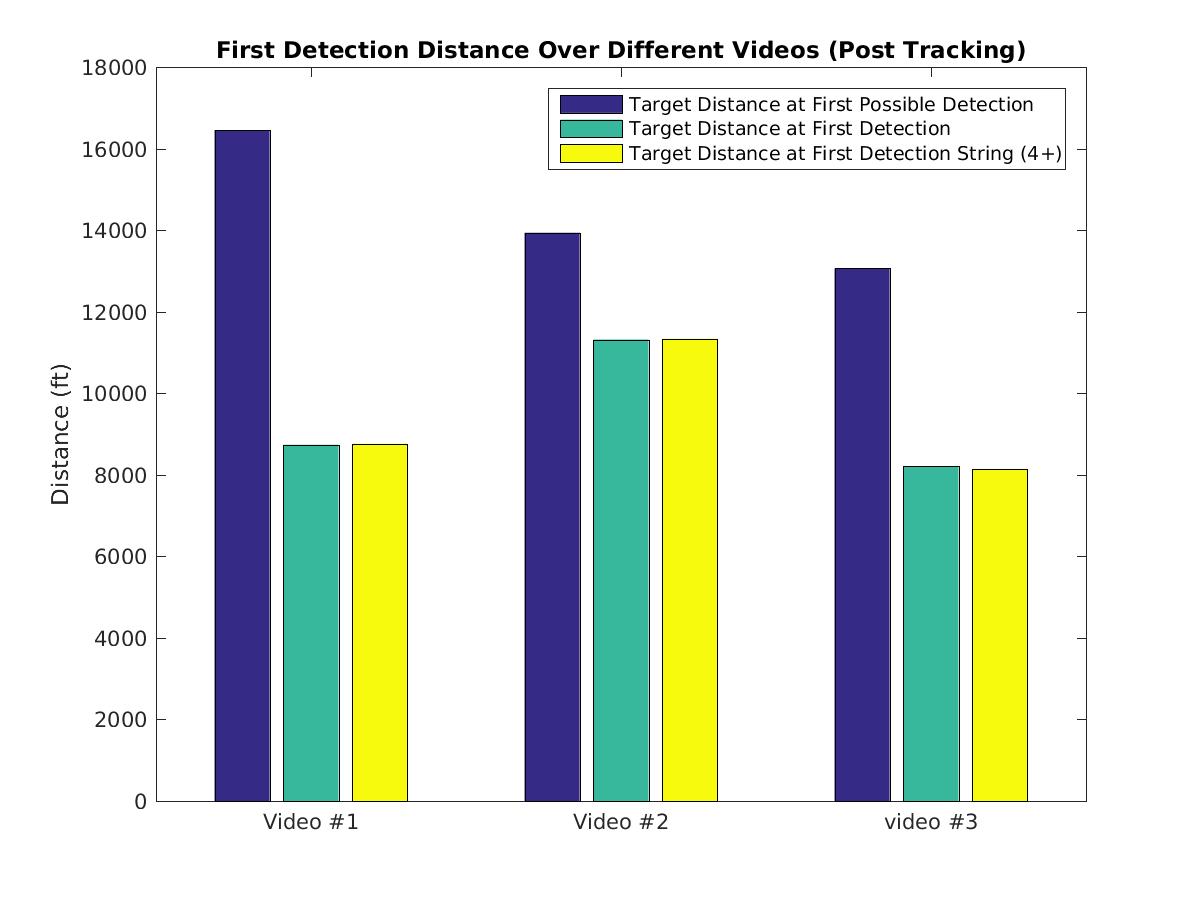 First Detection Distance Over Different Videos (Post Tracking)
18000
Target Distance at First Possible Detection
Target Distance at First Detection
Target Distance at First Detection String (4+)
16000
14000
12000
10000
8000
6000
4000
2000
0
Distance (ft)
Video #1
Video #2
video #3